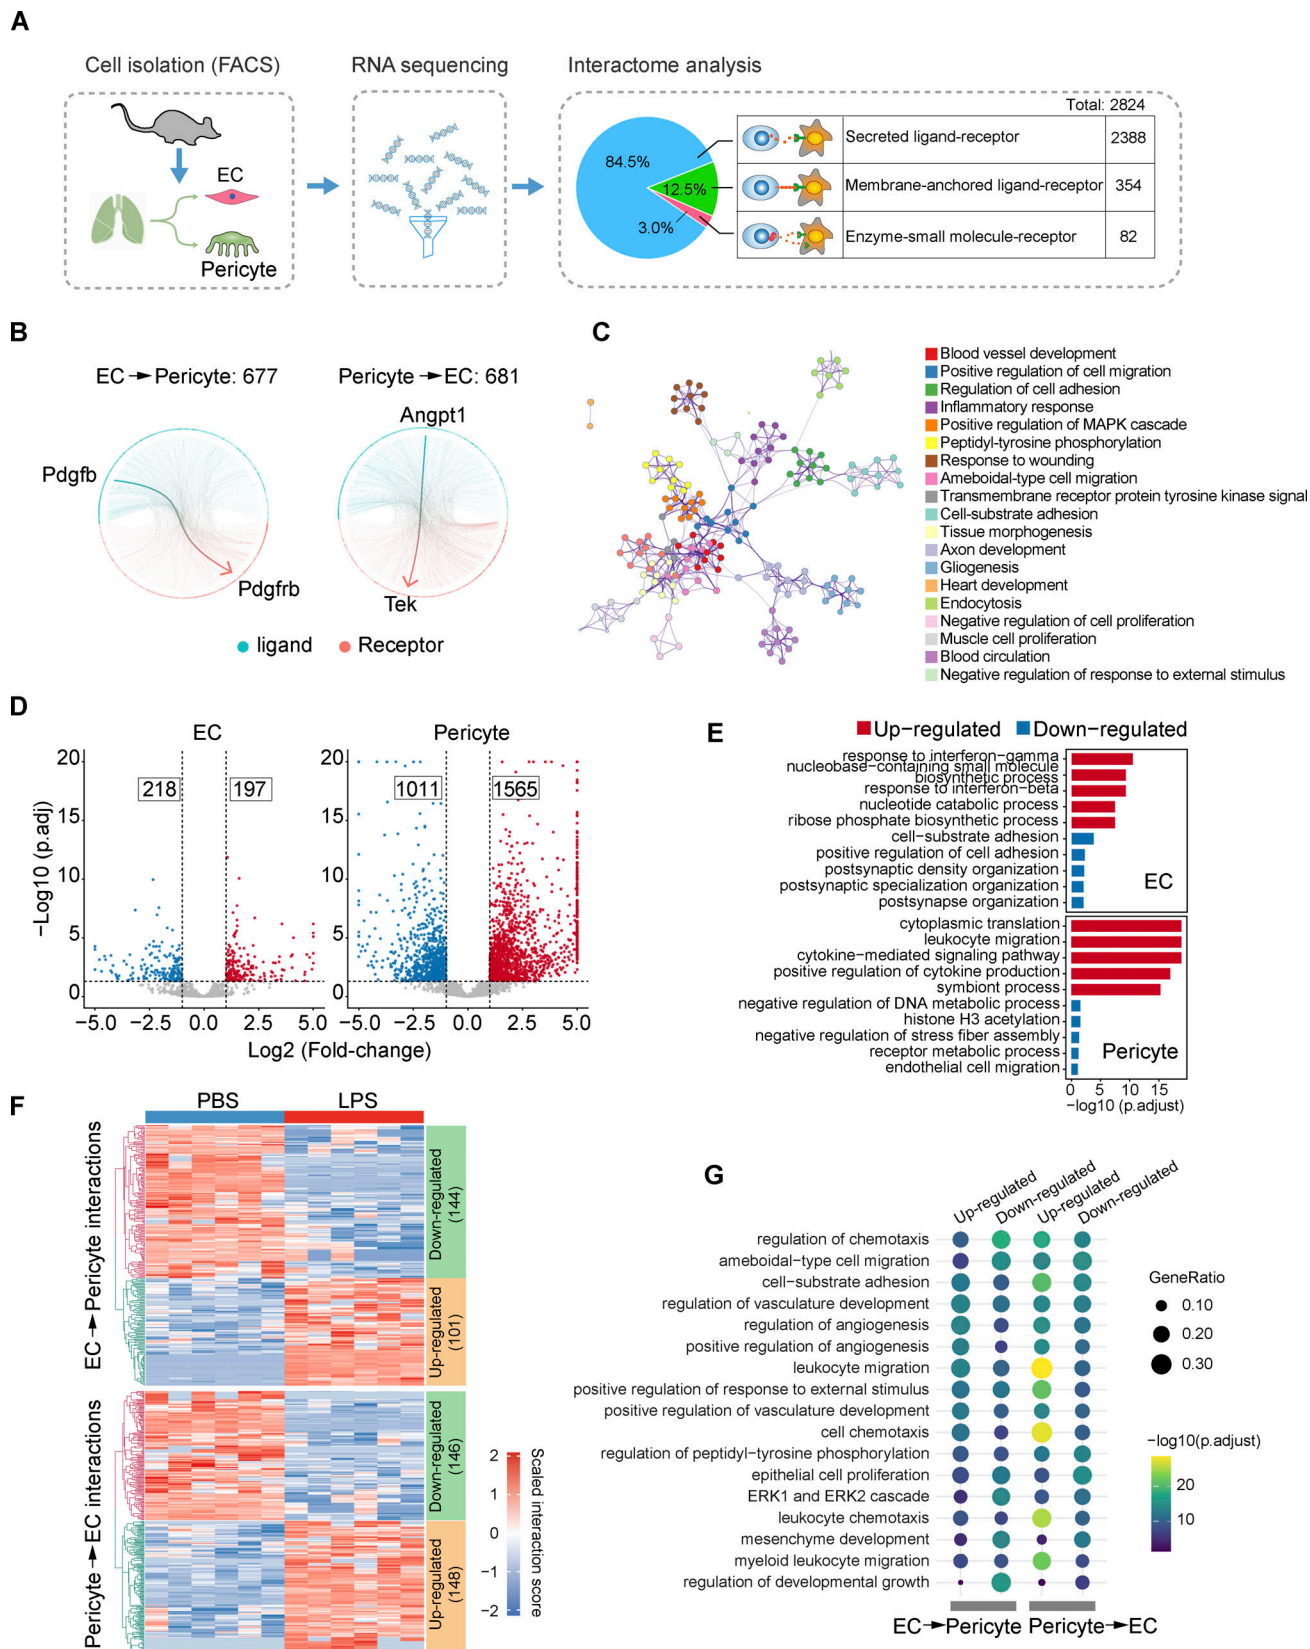 A
Cell isolation (FACS)
RNA sequencing
Interactome analysis
EC
Pericyte
Total: 2824
84.5%
12.5%
3.0%
Secreted ligand-receptor 2388
Membrane-anchored ligand-receptor 354
Enzyme-small molecule-receptor 82
B
EC → Pericyte: 677
Pericyte → EC: 681
Pdgfb
Pdgfrb
Angpt1
Tek
ligand
Receptor
C
Blood vessel development
Positive regulation of cell migration
Regulation of cell adhesion
Inflammatory response
Positive regulation of MAPK cascade
Peptidyl-tyrosine phosphorylation
Response to wounding
Ameboidal-type cell migration
Transmembrane receptor protein tyrosine kinase signal
Cell-substrate adhesion
Tissue morphogenesis
Axon development
Gliogenesis
Heart development
Endocytosis
Negative regulation of cell proliferation
Muscle cell proliferation
Blood circulation
Negative regulation of response to external stimulus
D
EC
Pericyte
−Log10 (p.adj)
20
15
10
5
0
218
197
−5.0 −2.5 0.0 2.5 5.0
20
15
10
5
0
1011
1565
−5.0 −2.5 0.0 2.5 5.0
Log2 (Fold-change)
E
Up−regulated
Down−regulated
response to interferon−gamma
nucleobase−containing small molecule
biosynthetic process
response to interferon−beta
nucleotide catabolic process
ribose phosphate biosynthetic process
cell−substrate adhesion
positive regulation of cell adhesion
postsynaptic density organization
postsynaptic specialization organization
postsynapse organization
EC
cytoplasmic translation
leukocyte migration
cytokine−mediated signaling pathway
positive regulation of cytokine production
symbiont process
negative regulation of DNA metabolic process
histone H3 acetylation
negative regulation of stress fiber assembly
receptor metabolic process
endothelial cell migration
Pericyte
0 5 10 15
−log10 (p.adjust)
F
PBS
LPS
EC → Pericyte interactions
Down-regulated
(144)
Up-regulated
(101)
Pericyte → EC interactions
Down-regulated
(146)
Up-regulated
(148)
2
1
0
−1
−2
Scaled interaction score
G
Up−regulated
Down−regulated
Up−regulated
Down−regulated
regulation of chemotaxis
ameboidal−type cell migration
cell−substrate adhesion
regulation of vasculature development
regulation of angiogenesis
positive regulation of angiogenesis
leukocyte migration
positive regulation of response to external stimulus
positive regulation of vasculature development
cell chemotaxis
regulation of peptidyl−tyrosine phosphorylation
epithelial cell proliferation
ERK1 and ERK2 cascade
leukocyte chemotaxis
mesenchyme development
myeloid leukocyte migration
regulation of developmental growth
EC→Pericyte
Pericyte→EC
GeneRatio
0.10
0.20
0.30
−log10(p.adjust)
20
10